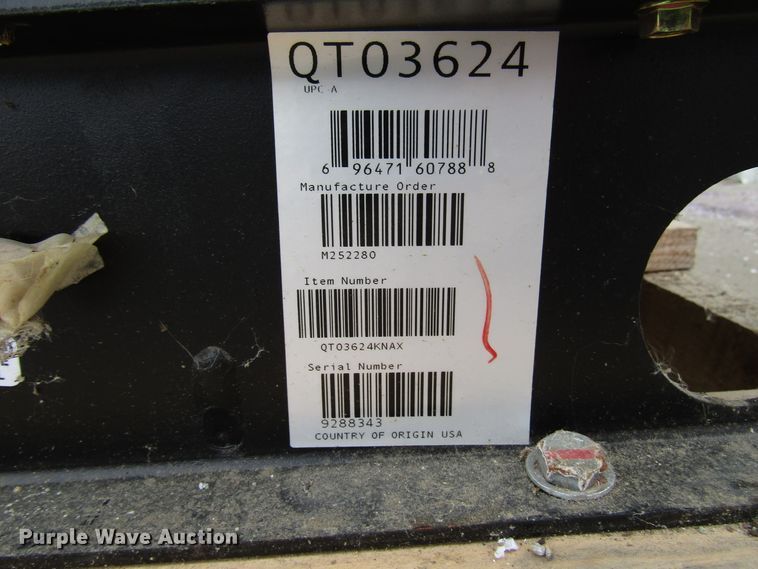 QT03624
UPC-A
6 96471 60788 8
Manufacture Order
M252280
Item Number
QT03624KNAX
Serial Number
9288343
COUNTRY OF ORIGIN USA
Purple Wave Auction